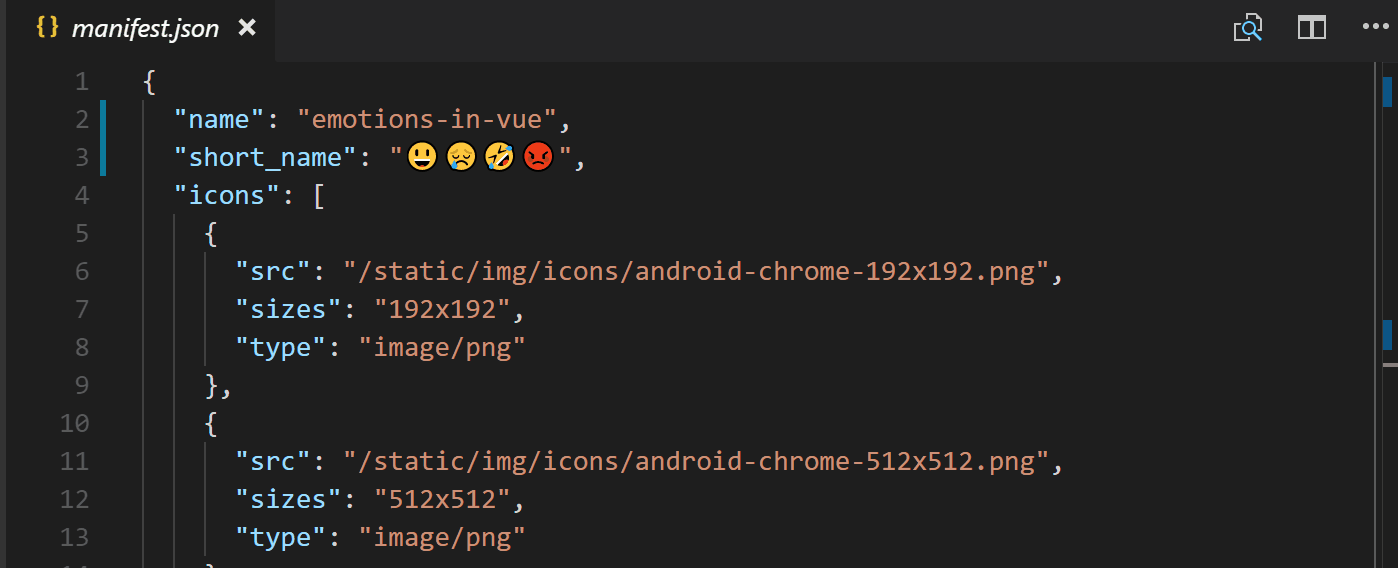 {} manifest.json ×
1 {
2 "name": "emotions-in-vue",
3 "short_name": "😃😥🤣😡",
4 "icons": [
5 {
6 "src": "/static/img/icons/android-chrome-192x192.png",
7 "sizes": "192x192",
8 "type": "image/png"
9 },
10 {
11 "src": "/static/img/icons/android-chrome-512x512.png",
12 "sizes": "512x512",
13 "type": "image/png"